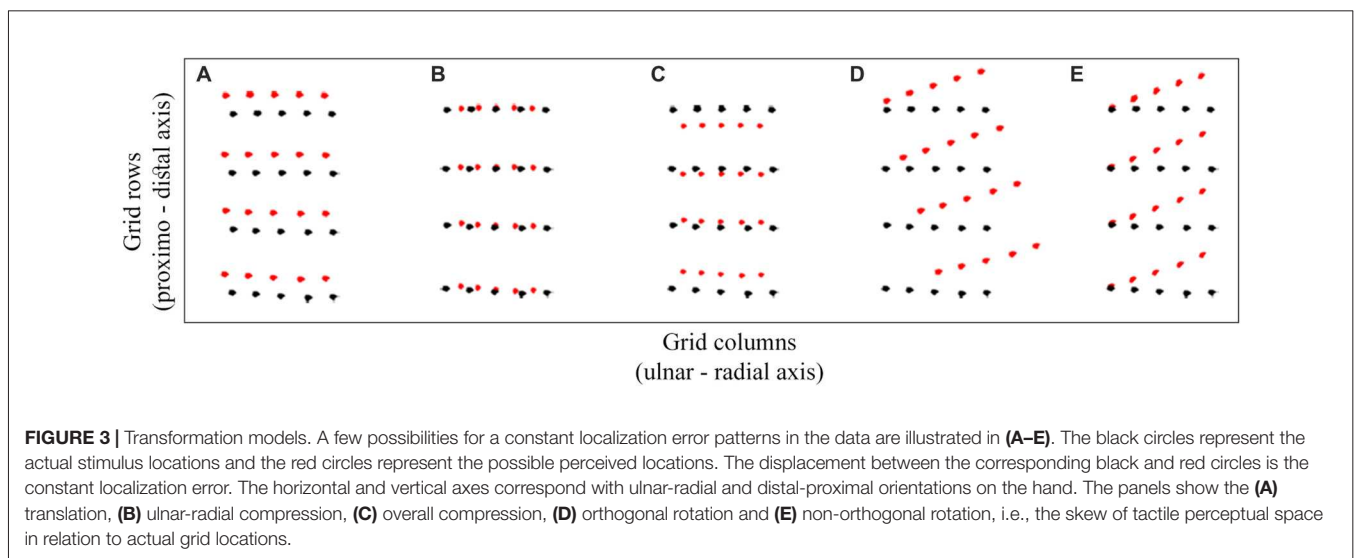 A B C D E
Grid rows
(proximo - distal axis)
Grid columns
(ulnar - radial axis)
FIGURE 3 | Transformation models. A few possibilities for a constant localization error patterns in the data are illustrated in (A–E). The black circles represent the
actual stimulus locations and the red circles represent the possible perceived locations. The displacement between the corresponding black and red circles is the
constant localization error. The horizontal and vertical axes correspond with ulnar-radial and distal-proximal orientations on the hand. The panels show the (A)
translation, (B) ulnar-radial compression, (C) overall compression, (D) orthogonal rotation and (E) non-orthogonal rotation, i.e., the skew of tactile perceptual space
in relation to actual grid locations.